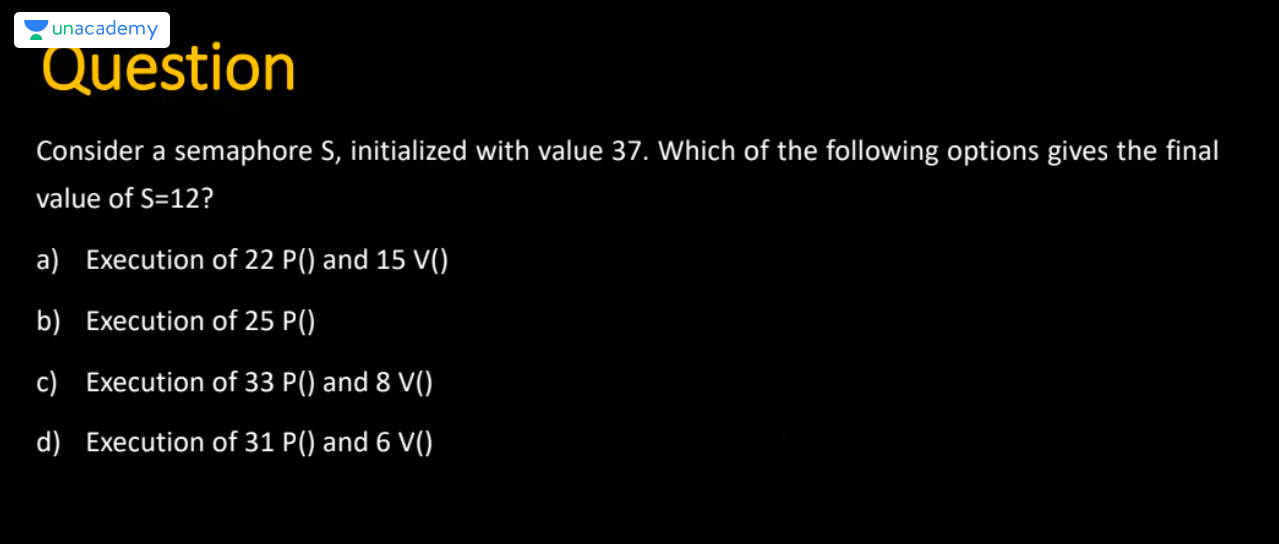 unacademy
Question
Consider a semaphore S, initialized with value 37. Which of the following options gives the final
value of S=12?
a) Execution of 22 P() and 15 V()
b) Execution of 25 P()
c) Execution of 33 P() and 8 V()
d) Execution of 31 P() and 6 V()